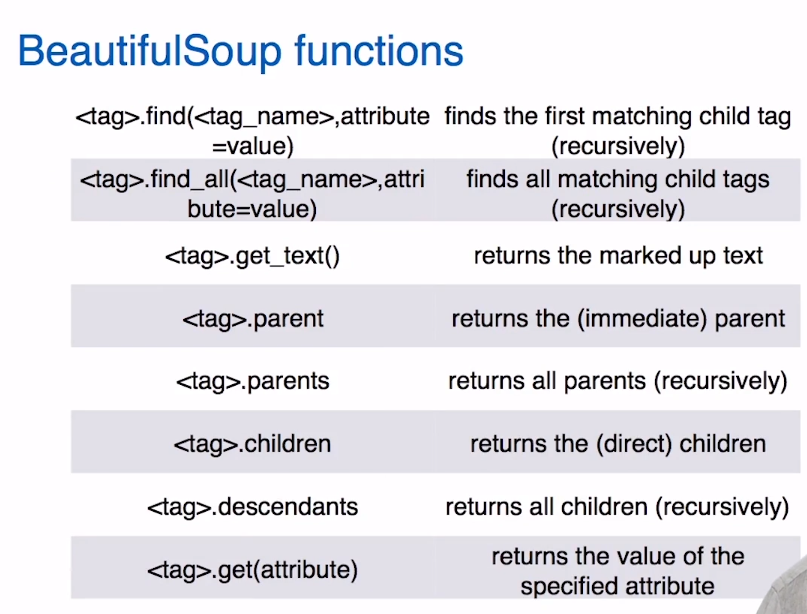 BeautifulSoup functions
<tag>.find(<tag_name>,attribute finds the first matching child tag
=value) (recursively)
<tag>.find_all(<tag_name>,attri finds all matching child tags
bute=value) (recursively)
<tag>.get_text() returns the marked up text
<tag>.parent returns the (immediate) parent
<tag>.parents returns all parents (recursively)
<tag>.children returns the (direct) children
<tag>.descendants returns all children (recursively)
<tag>.get(attribute) returns the value of the
specified attribute